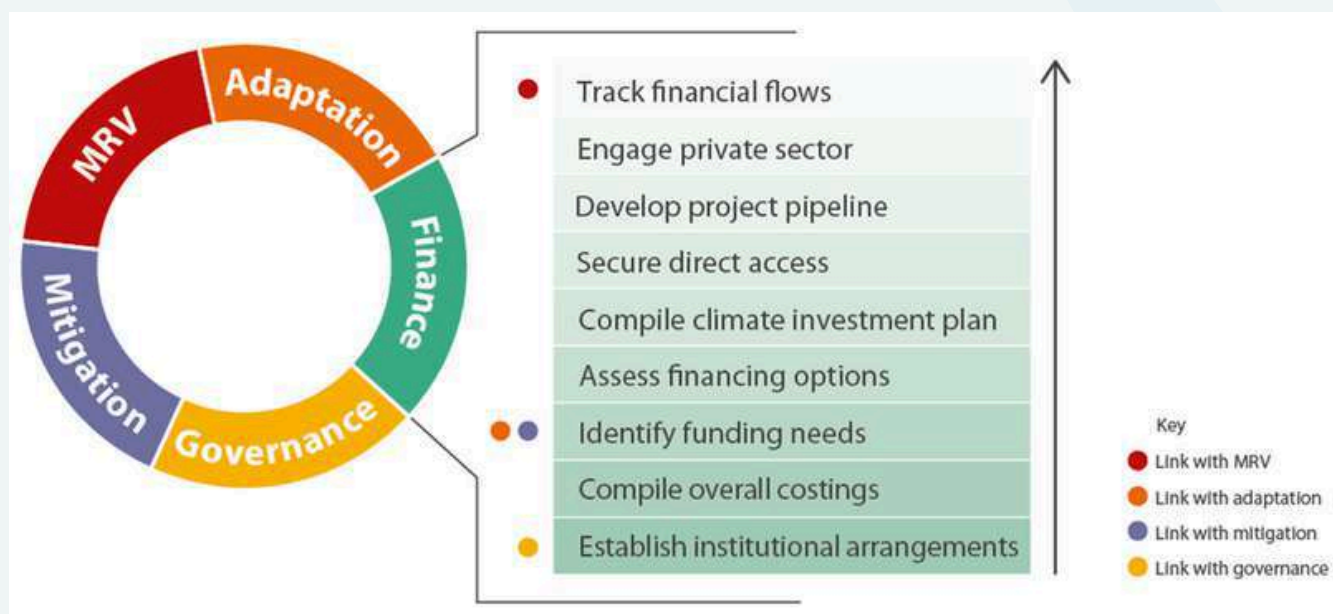 MRV
Adaptation
Finance
Governance
Mitigation
Track financial flows
Engage private sector
Develop project pipeline
Secure direct access
Compile climate investment plan
Assess financing options
Identify funding needs
Compile overall costings
Establish institutional arrangements
Key
Link with MRV
Link with adaptation
Link with mitigation
Link with governance